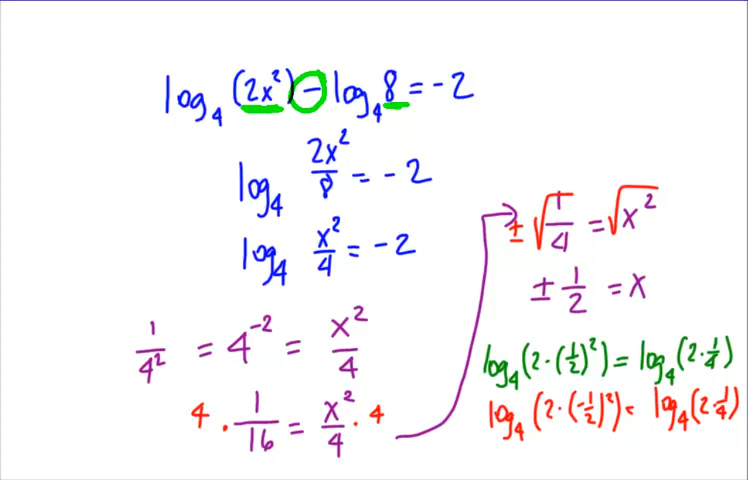 log₄ (2x²) - log₄ 8 = -2
log₄ 2x²/8 = -2
log₄ x²/4 = -2
1/4² = 4⁻² = x²/4
4 · 1/16 = x²/4 · 4
± √(1/4) = √(x²)
± 1/2 = x
log₄(2·(1/2)²) = log₄(2·1/4)
log₄(2·(-1/2)²) = log₄(2·1/4)